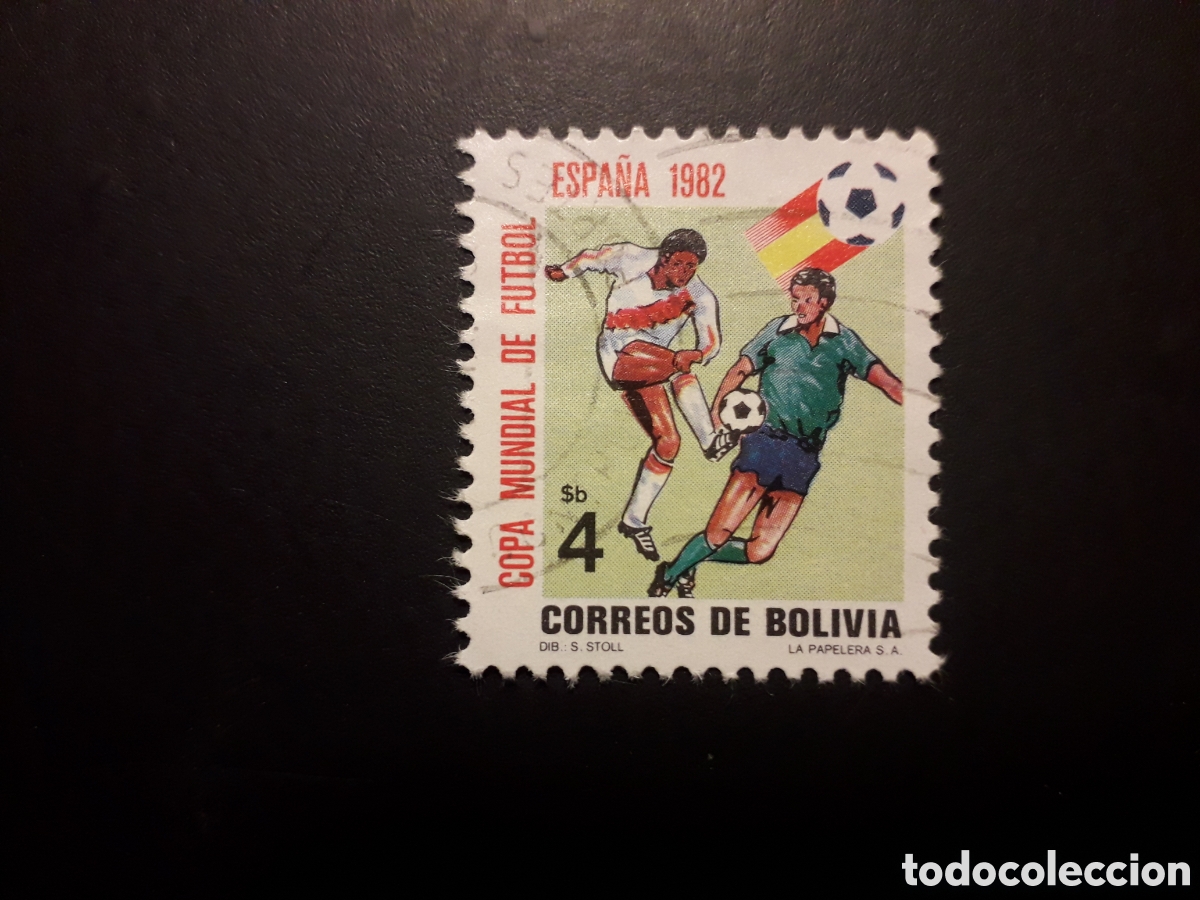 ESPAÑA 1982
COPA MUNDIAL DE FUTBOL
$b
4
CORREOS DE BOLIVIA
DIB.: S. STOLL
LA PAPELERA S.A.
todocoleccion